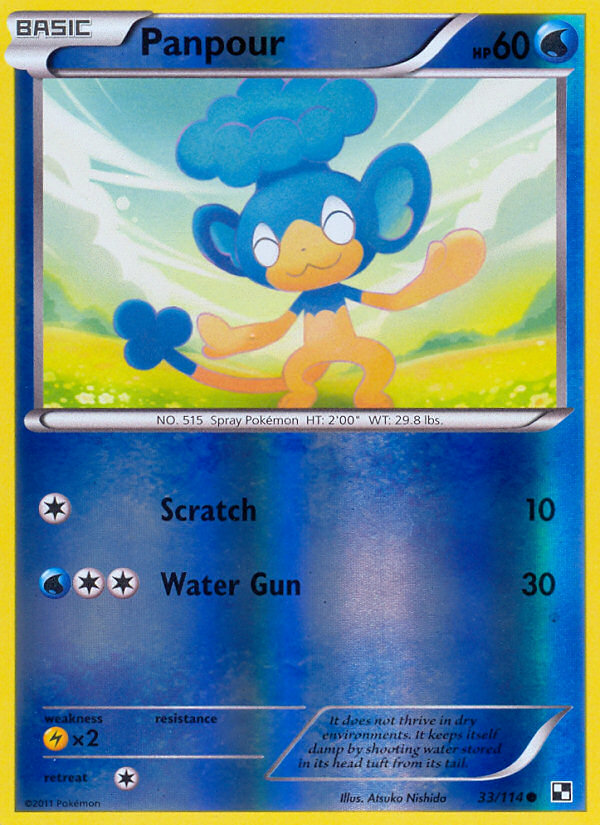 BASIC
Panpour
HP60
NO. 515 Spray Pokémon HT: 2'00" WT: 29.8 lbs.
Scratch 10
Water Gun 30
weakness resistance
×2
It does not thrive in dry
environments. It keeps itself
damp by shooting water stored
in its head tuft from its tail.
retreat
©2011 Pokémon
Illus. Atsuko Nishida 33/114